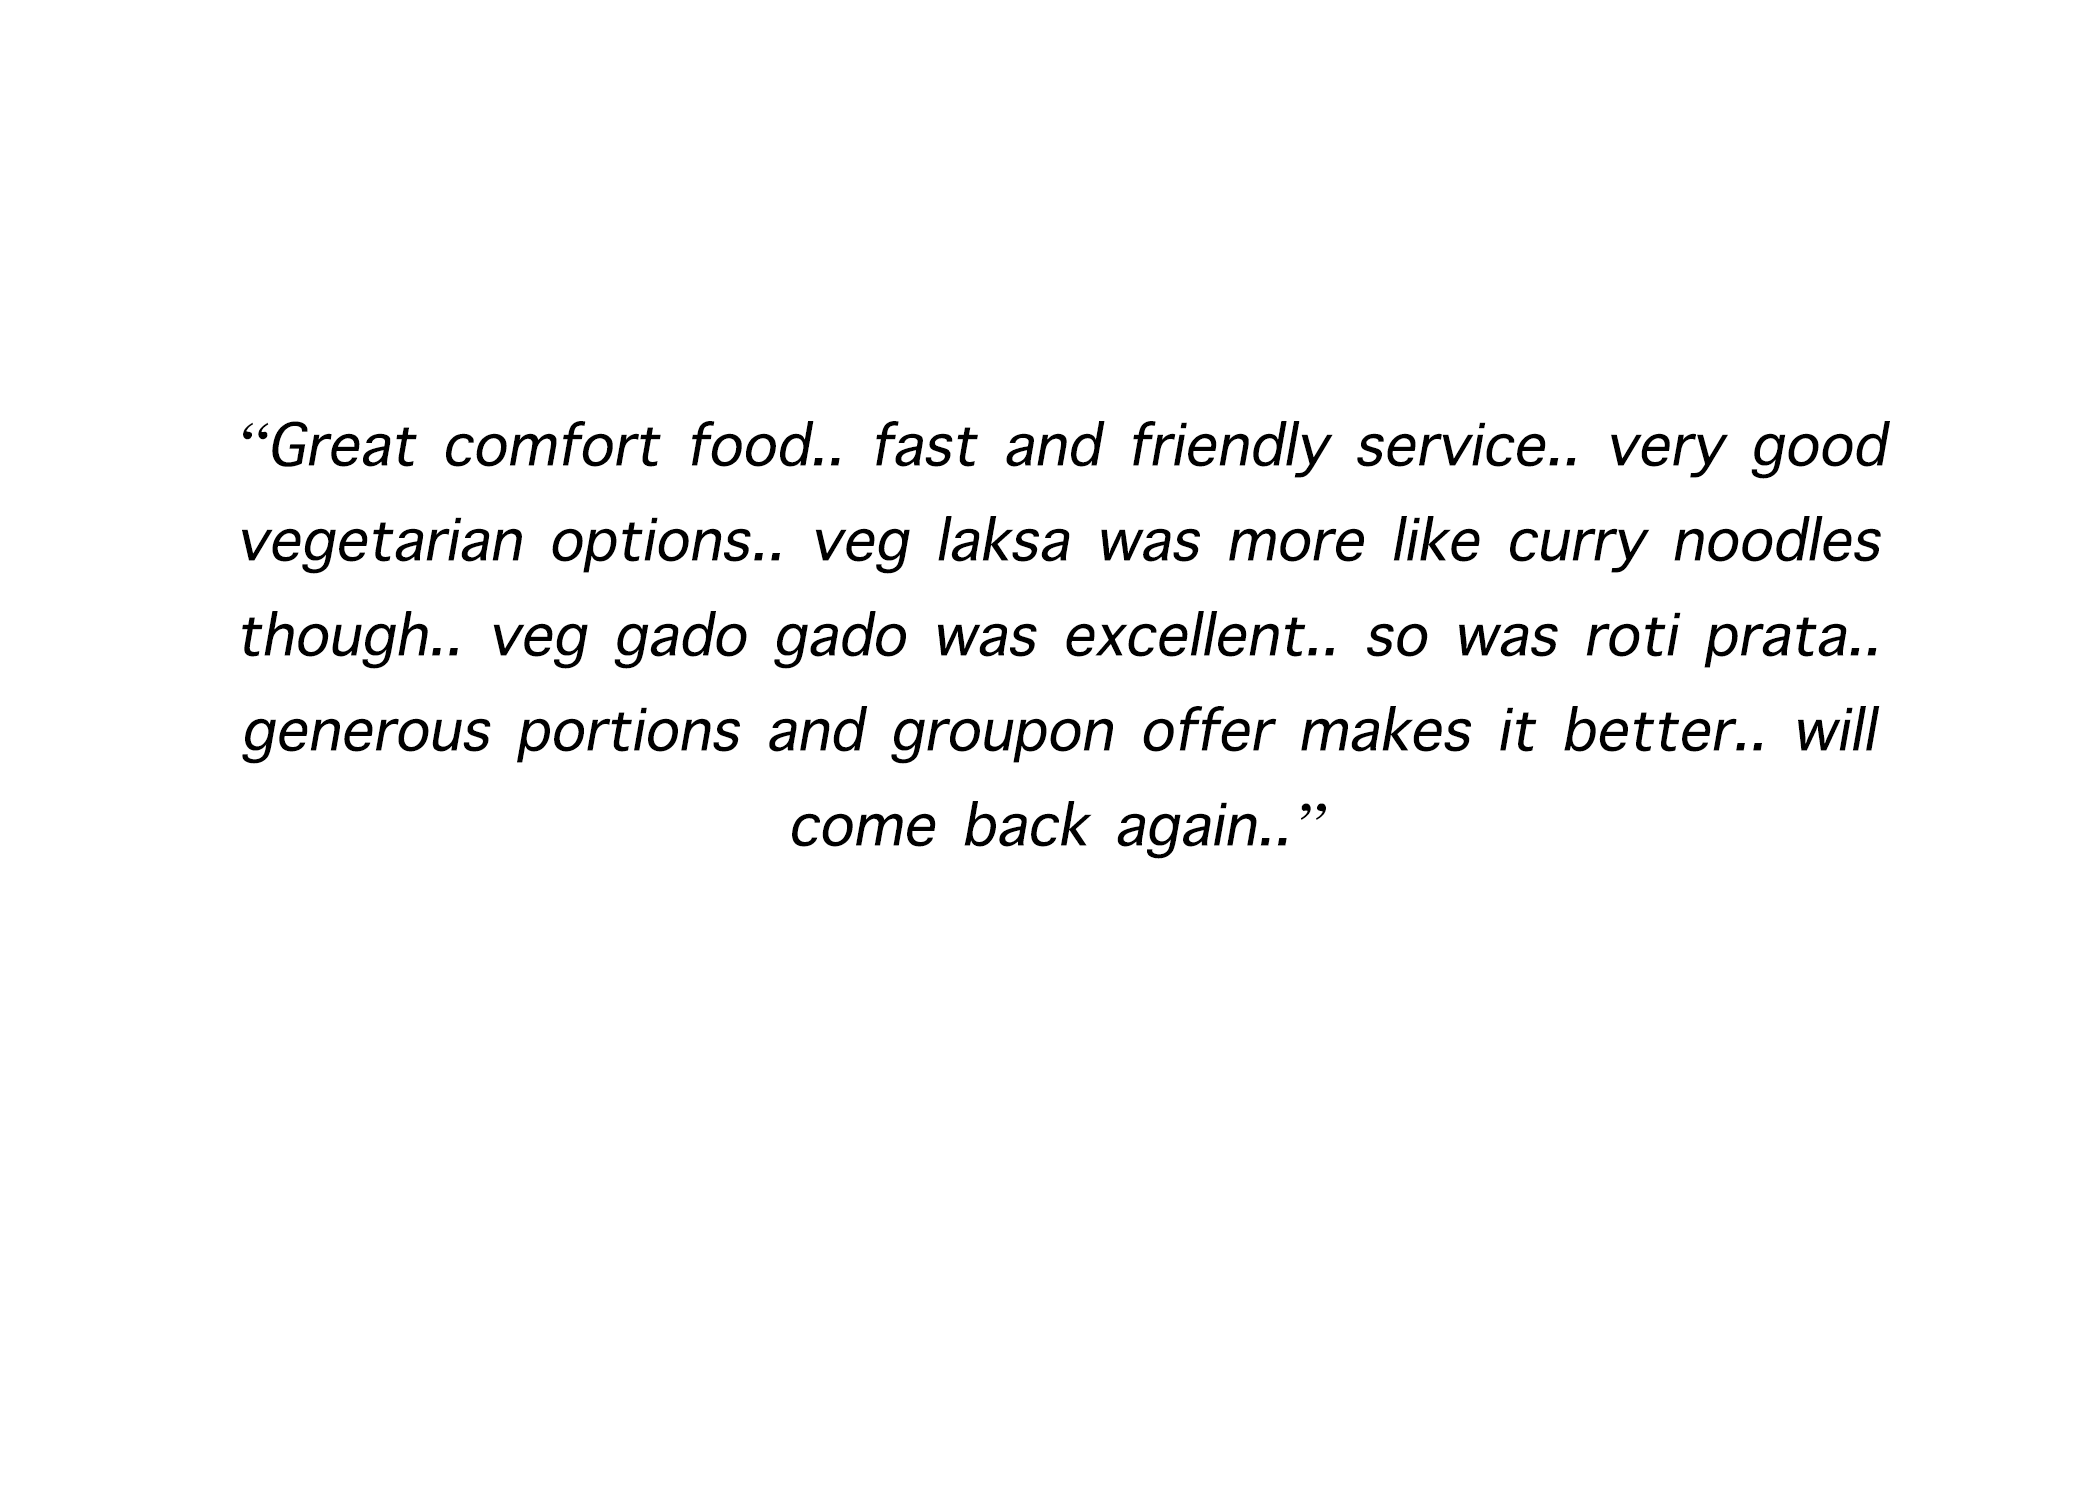 “Great comfort food.. fast and friendly service.. very good
vegetarian options.. veg laksa was more like curry noodles
though.. veg gado gado was excellent.. so was roti prata..
generous portions and groupon offer makes it better.. will
come back again..”